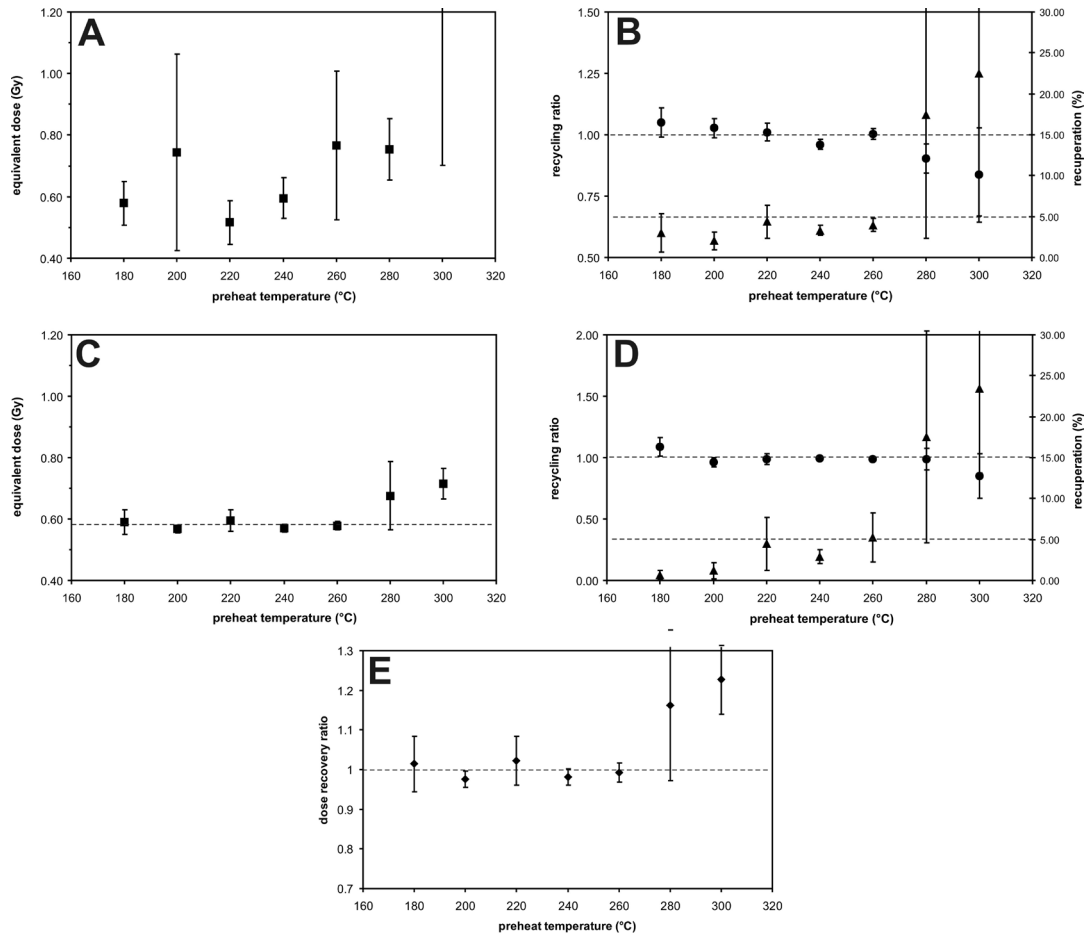 A
1.20
1.00
0.80
0.60
0.40
equivalent dose (Gy)
160 180 200 220 240 260 280 300 320
preheat temperature (°C)
B
1.50
1.25
1.00
0.75
0.50
recycling ratio
30.00
25.00
20.00
15.00
10.00
5.00
0.00
recuperation (%)
160 180 200 220 240 260 280 300 320
preheat temperature (°C)
C
1.20
1.00
0.80
0.60
0.40
equivalent dose (Gy)
160 180 200 220 240 260 280 300 320
preheat temperature (°C)
D
2.00
1.50
1.00
0.50
0.00
recycling ratio
30.00
25.00
20.00
15.00
10.00
5.00
0.00
recuperation (%)
160 180 200 220 240 260 280 300 320
preheat temperature (°C)
E
1.3
1.2
1.1
1
0.9
0.8
0.7
dose recovery ratio
160 180 200 220 240 260 280 300 320
preheat temperature (°C)